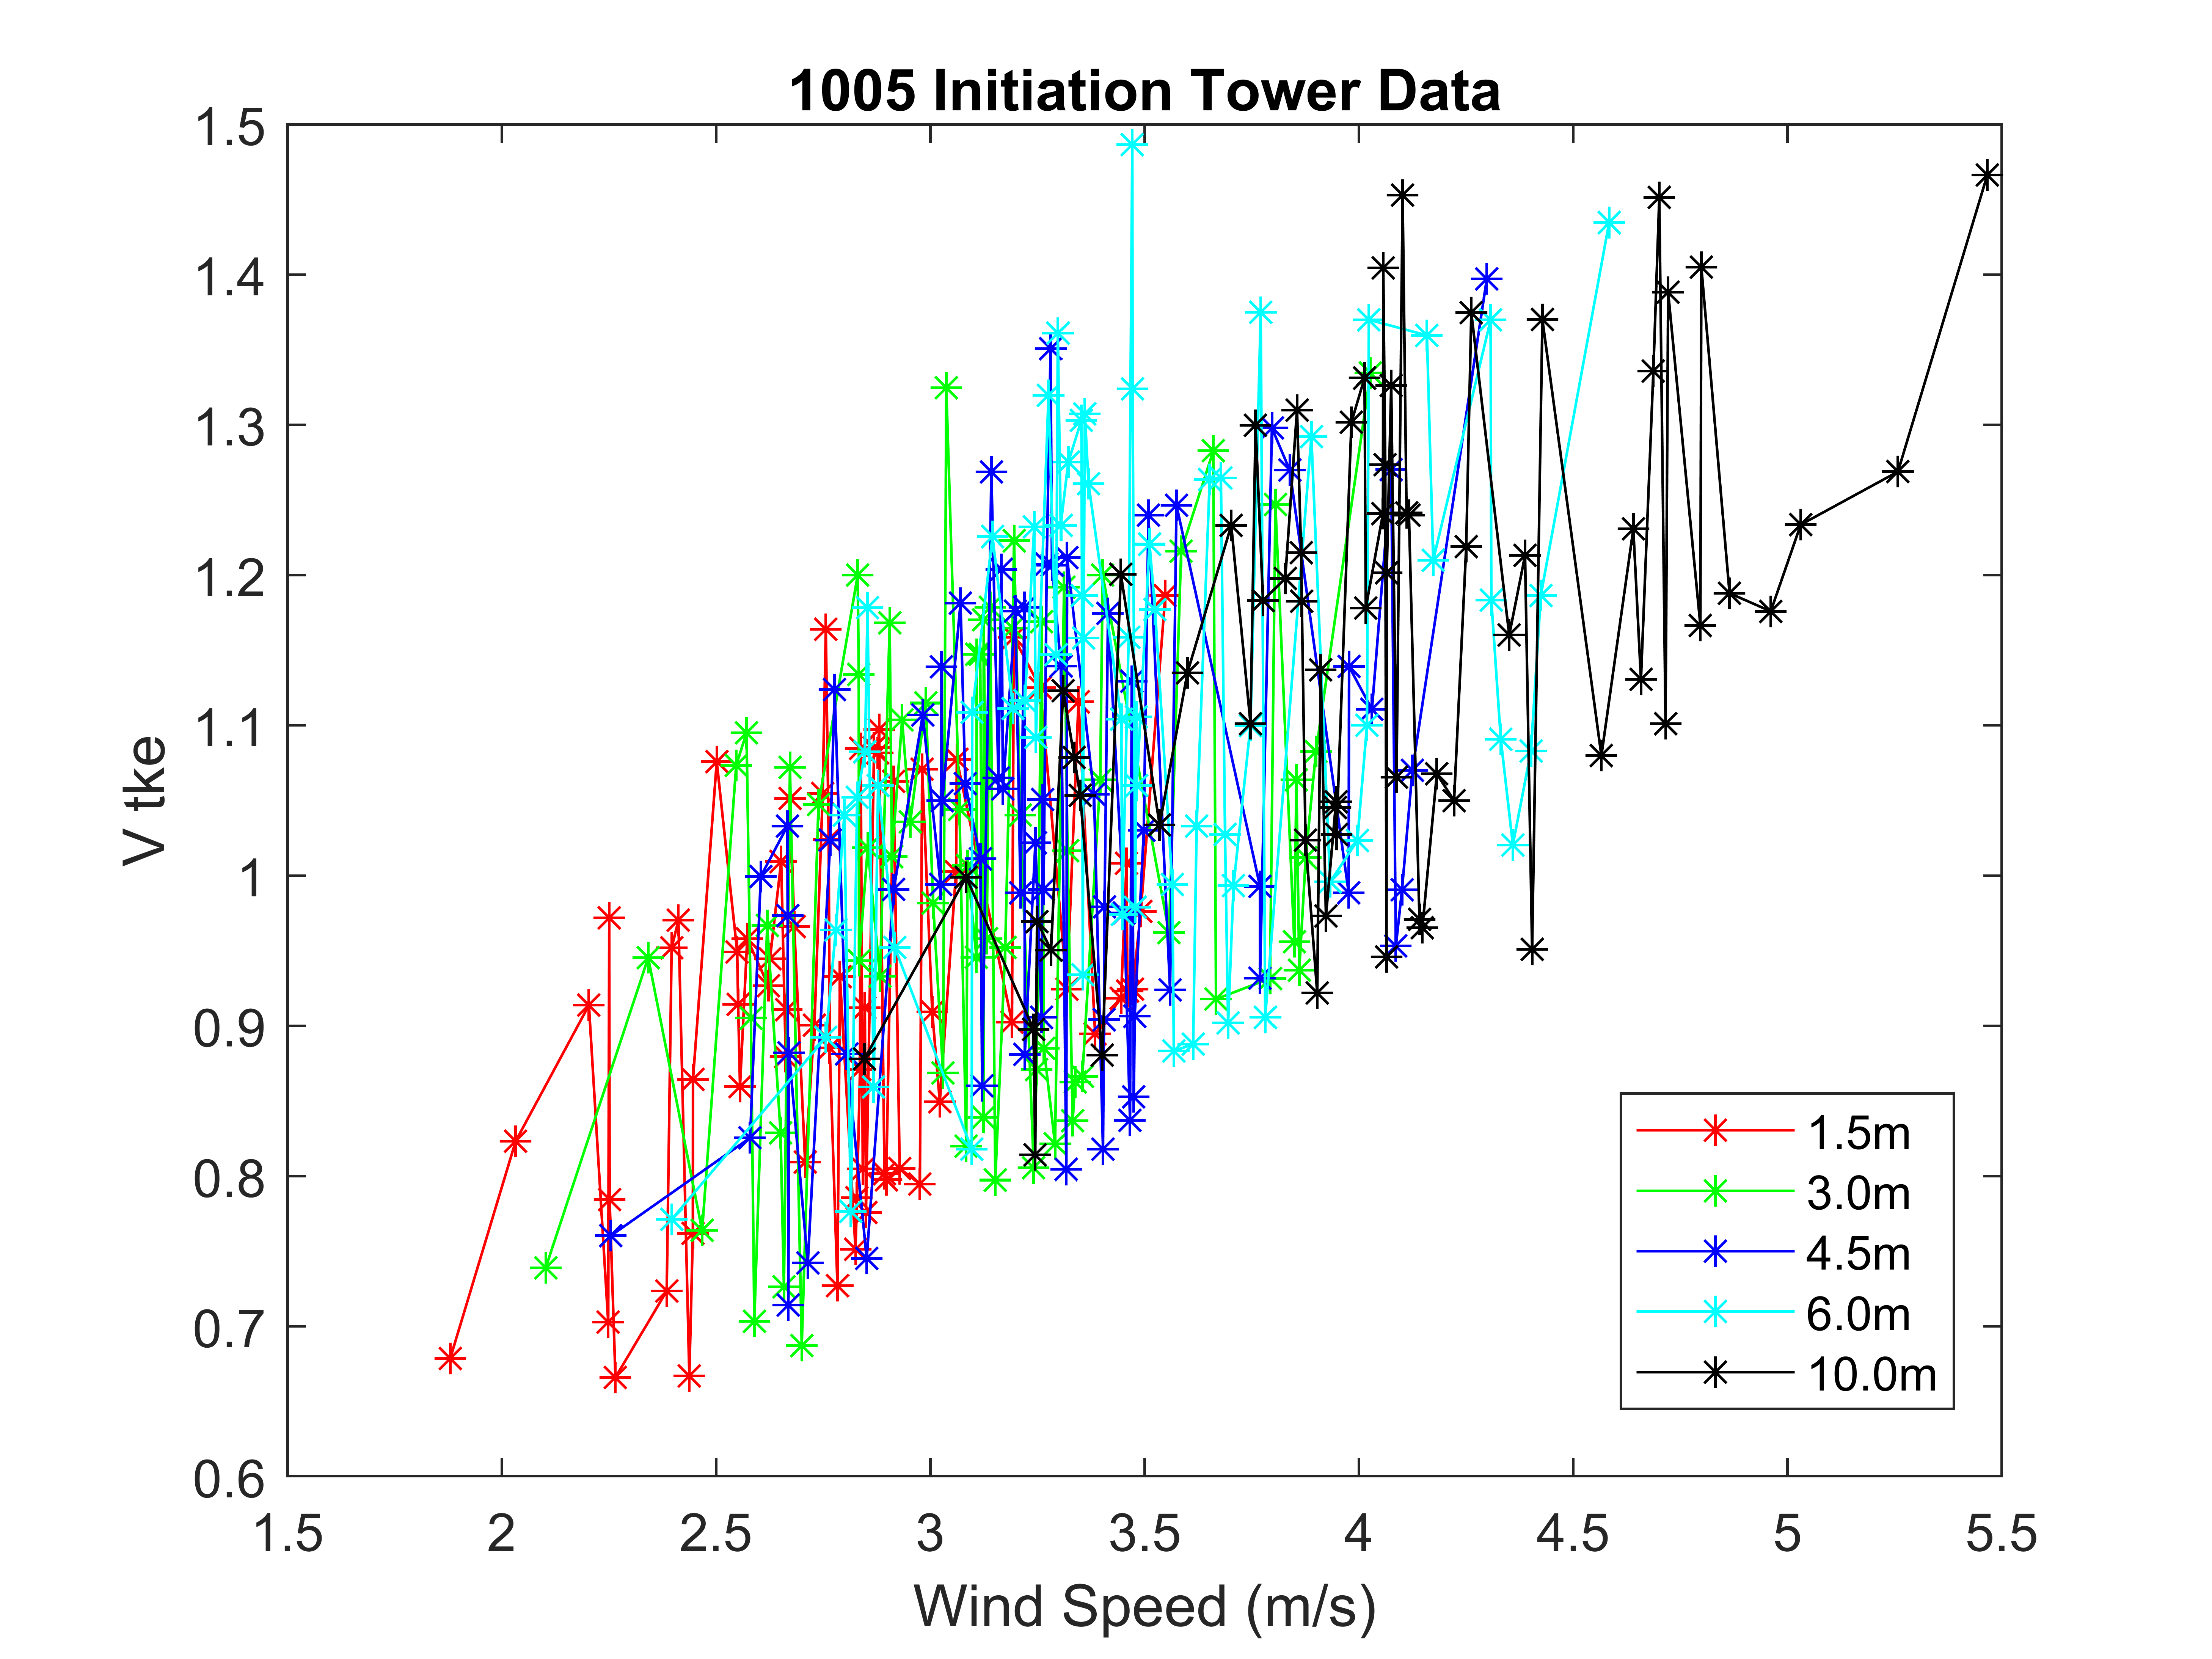 1005 Initiation Tower Data
1.5
1.4
1.3
1.2
1.1
1
0.9
0.8
0.7
0.6
V tke
1.5m
3.0m
4.5m
6.0m
10.0m
1.5 2 2.5 3 3.5 4 4.5 5 5.5
Wind Speed (m/s)